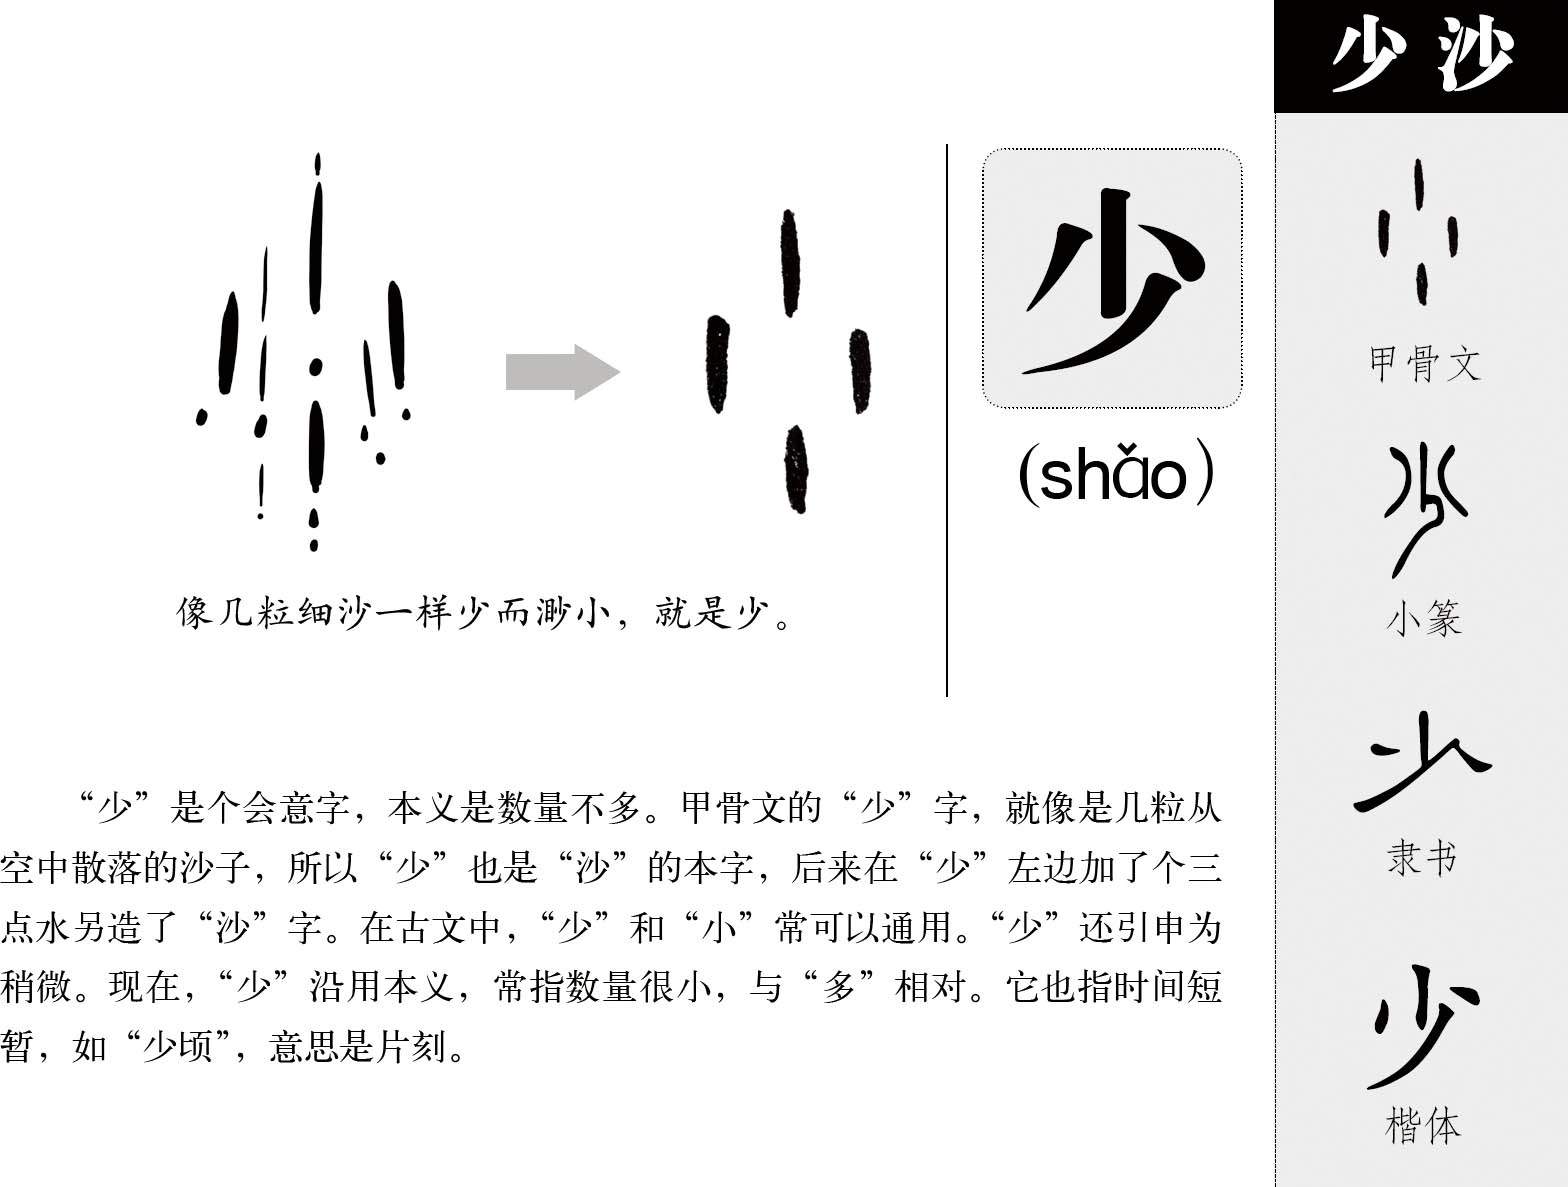 少 沙
少
(shǎo)
像几粒细沙一样少而渺小，就是少。
“少”是个会意字，本义是数量不多。甲骨文的“少”字，就像是几粒从
空中散落的沙子，所以“少”也是“沙”的本字，后来在“少”左边加了个三
点水另造了“沙”字。在古文中，“少”和“小”常可以通用。“少”还引申为
稍微。现在，“少”沿用本义，常指数量很小，与“多”相对。它也指时间短
暂，如“少顷”，意思是片刻。
甲骨文
少
小篆
少
隶书
少
楷体